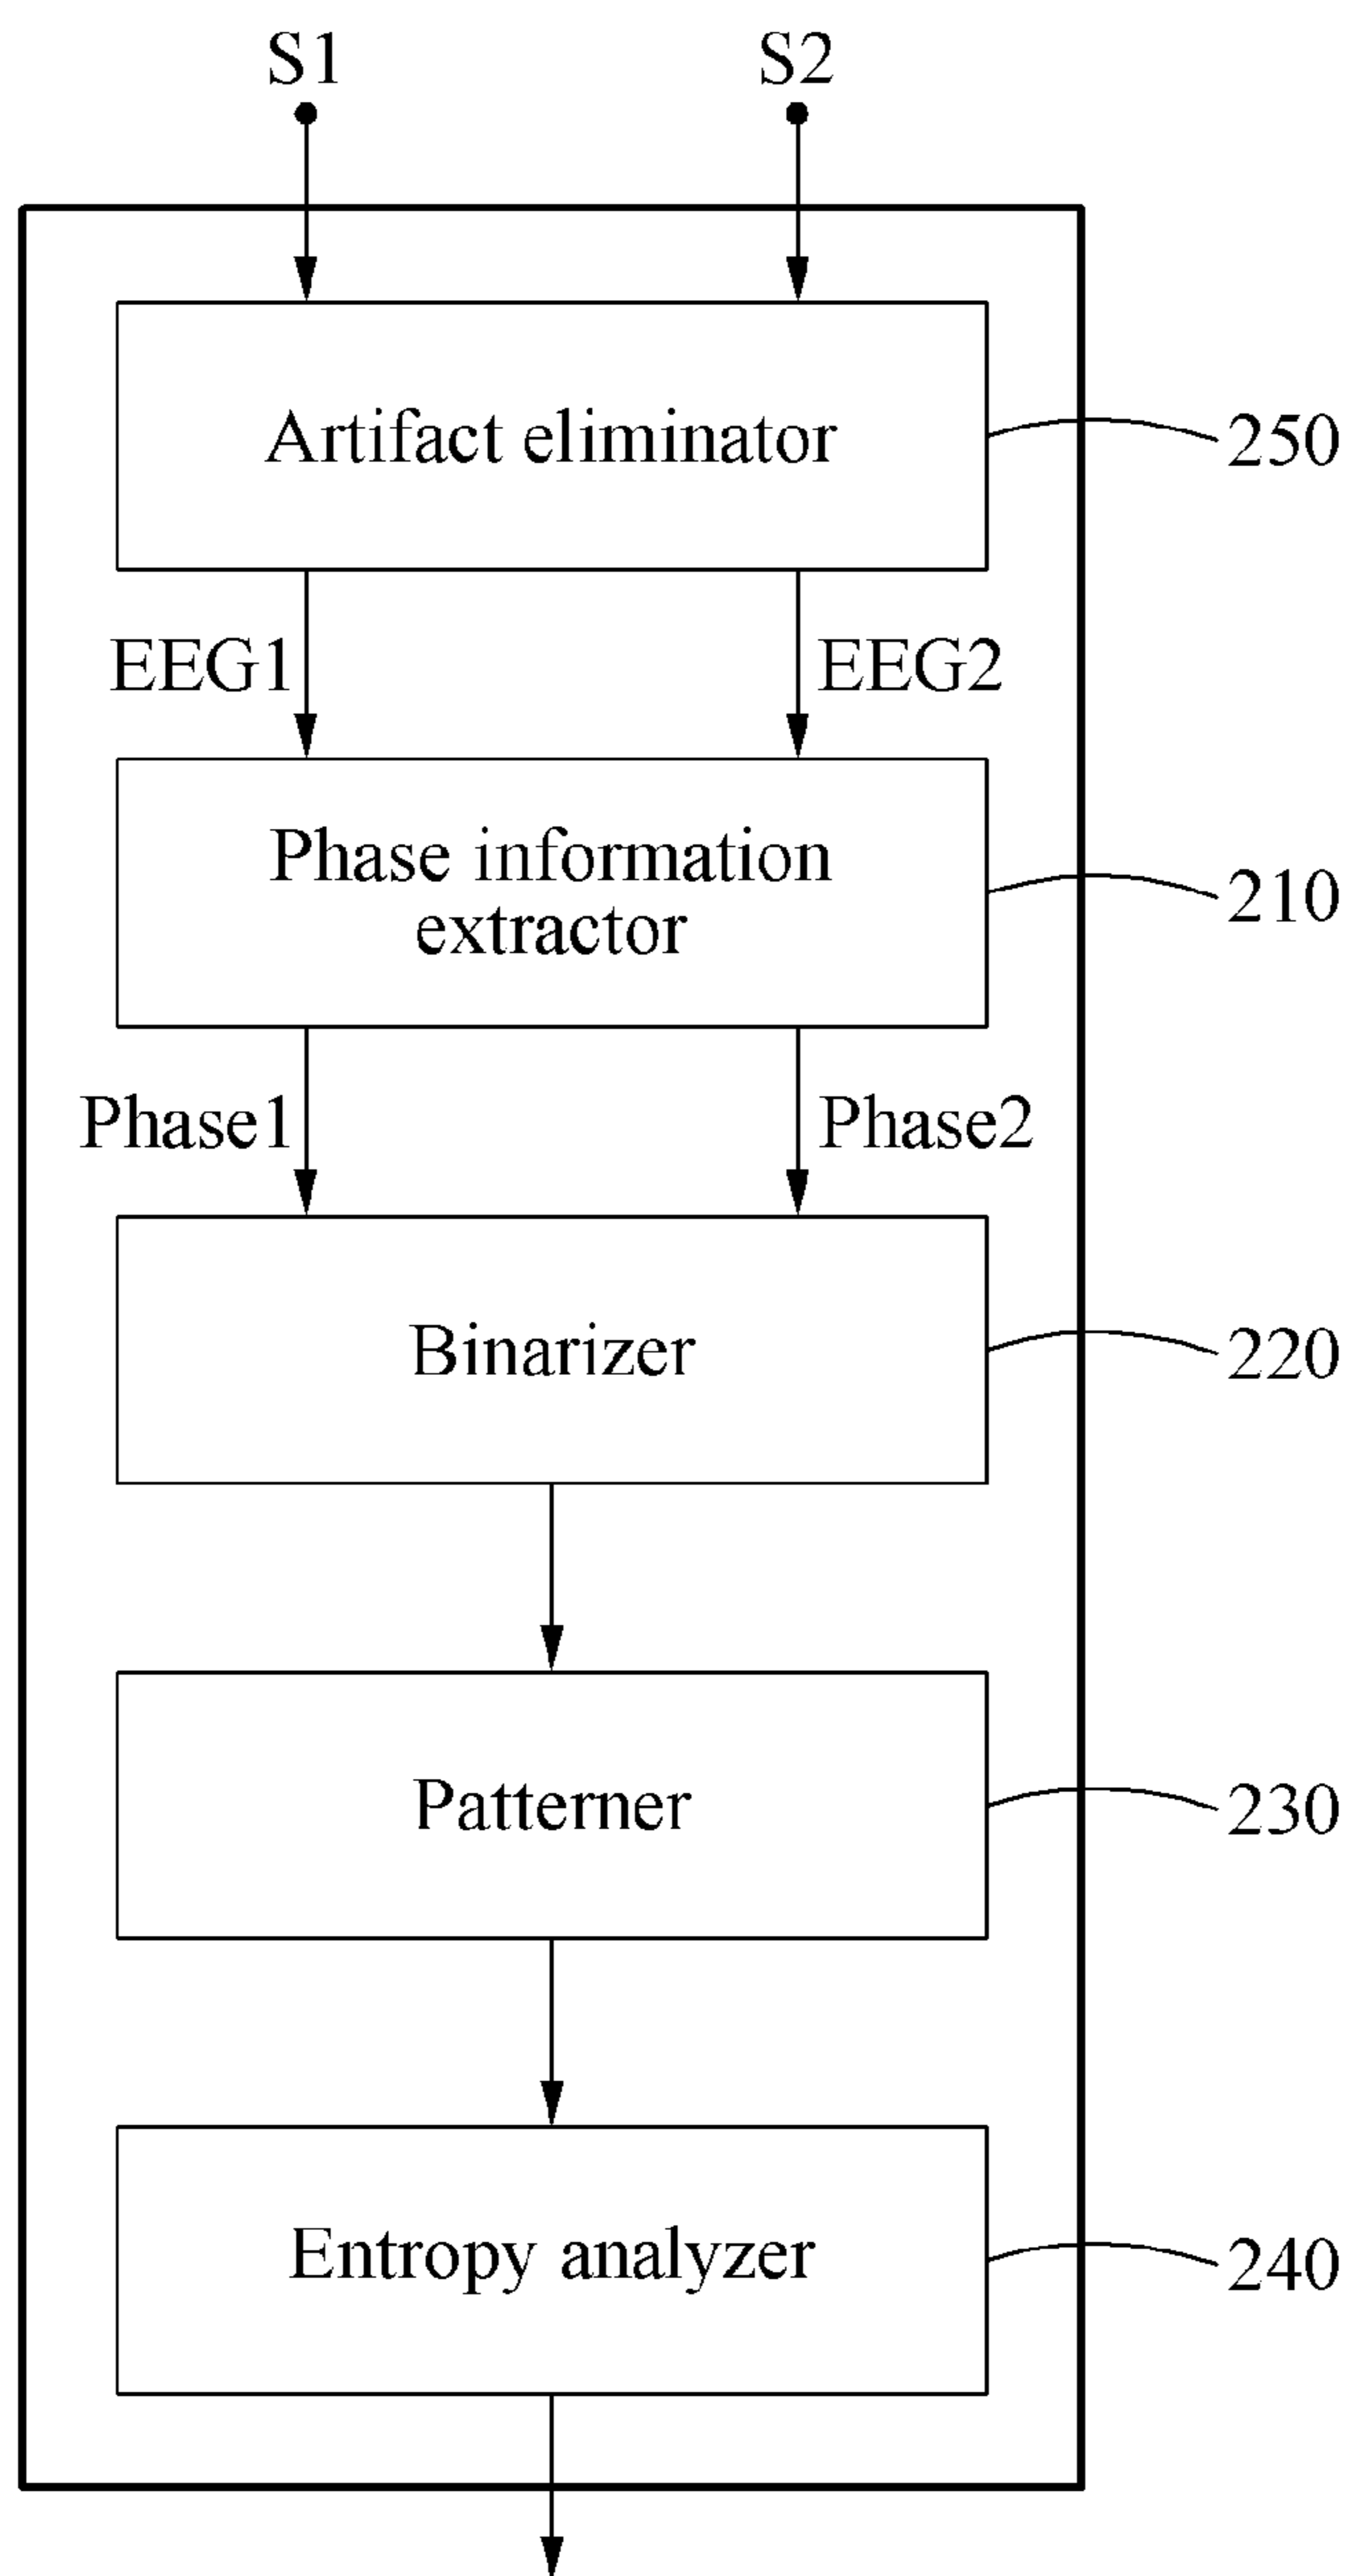 S1 S2
Artifact eliminator 250
EEG1 EEG2
Phase information
extractor
210
Phase1 Phase2
Binarizer 220
Patterner 230
Entropy analyzer 240